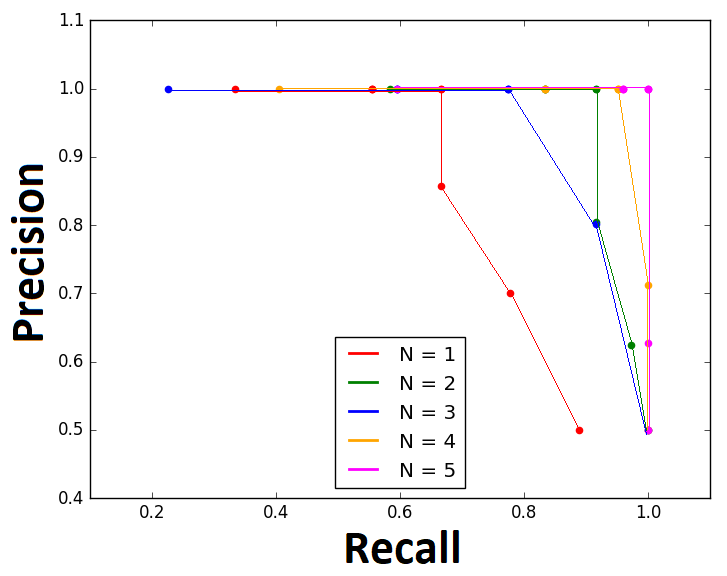 1.1
1.0
0.9
0.8
0.7
0.6
0.5
0.4
Precision
N = 1
N = 2
N = 3
N = 4
N = 5
0.2 0.4 0.6 0.8 1.0
Recall